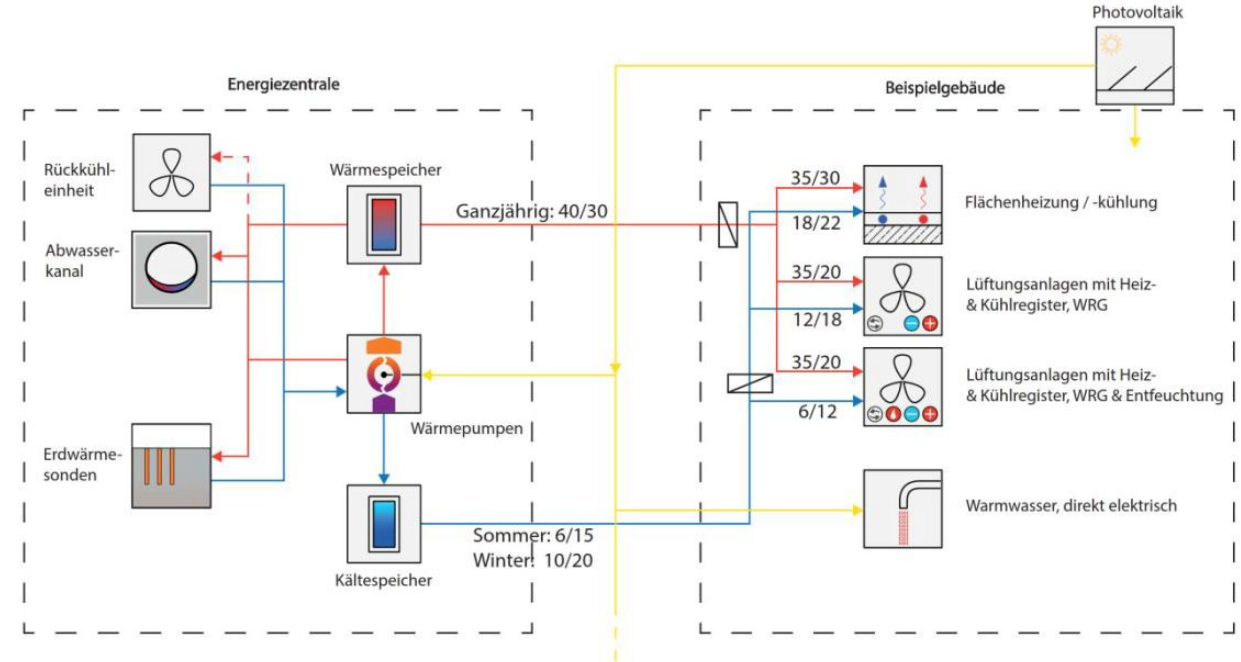 Photovoltaik
Energiezentrale
Beispielgebäude
Rückkühl-
einheit
Wärmespeicher
Ganzjährig: 40/30
35/30
18/22
Flächenheizung / -kühlung
Abwasser-
kanal
35/20
12/18
Lüftungsanlagen mit Heiz-
& Kühlregister, WRG
35/20
6/12
Lüftungsanlagen mit Heiz-
& Kühlregister, WRG & Entfeuchtung
Wärmepumpen
Erdwärme-
sonden
Warmwasser, direkt elektrisch
Sommer: 6/15
Winter: 10/20
Kältespeicher